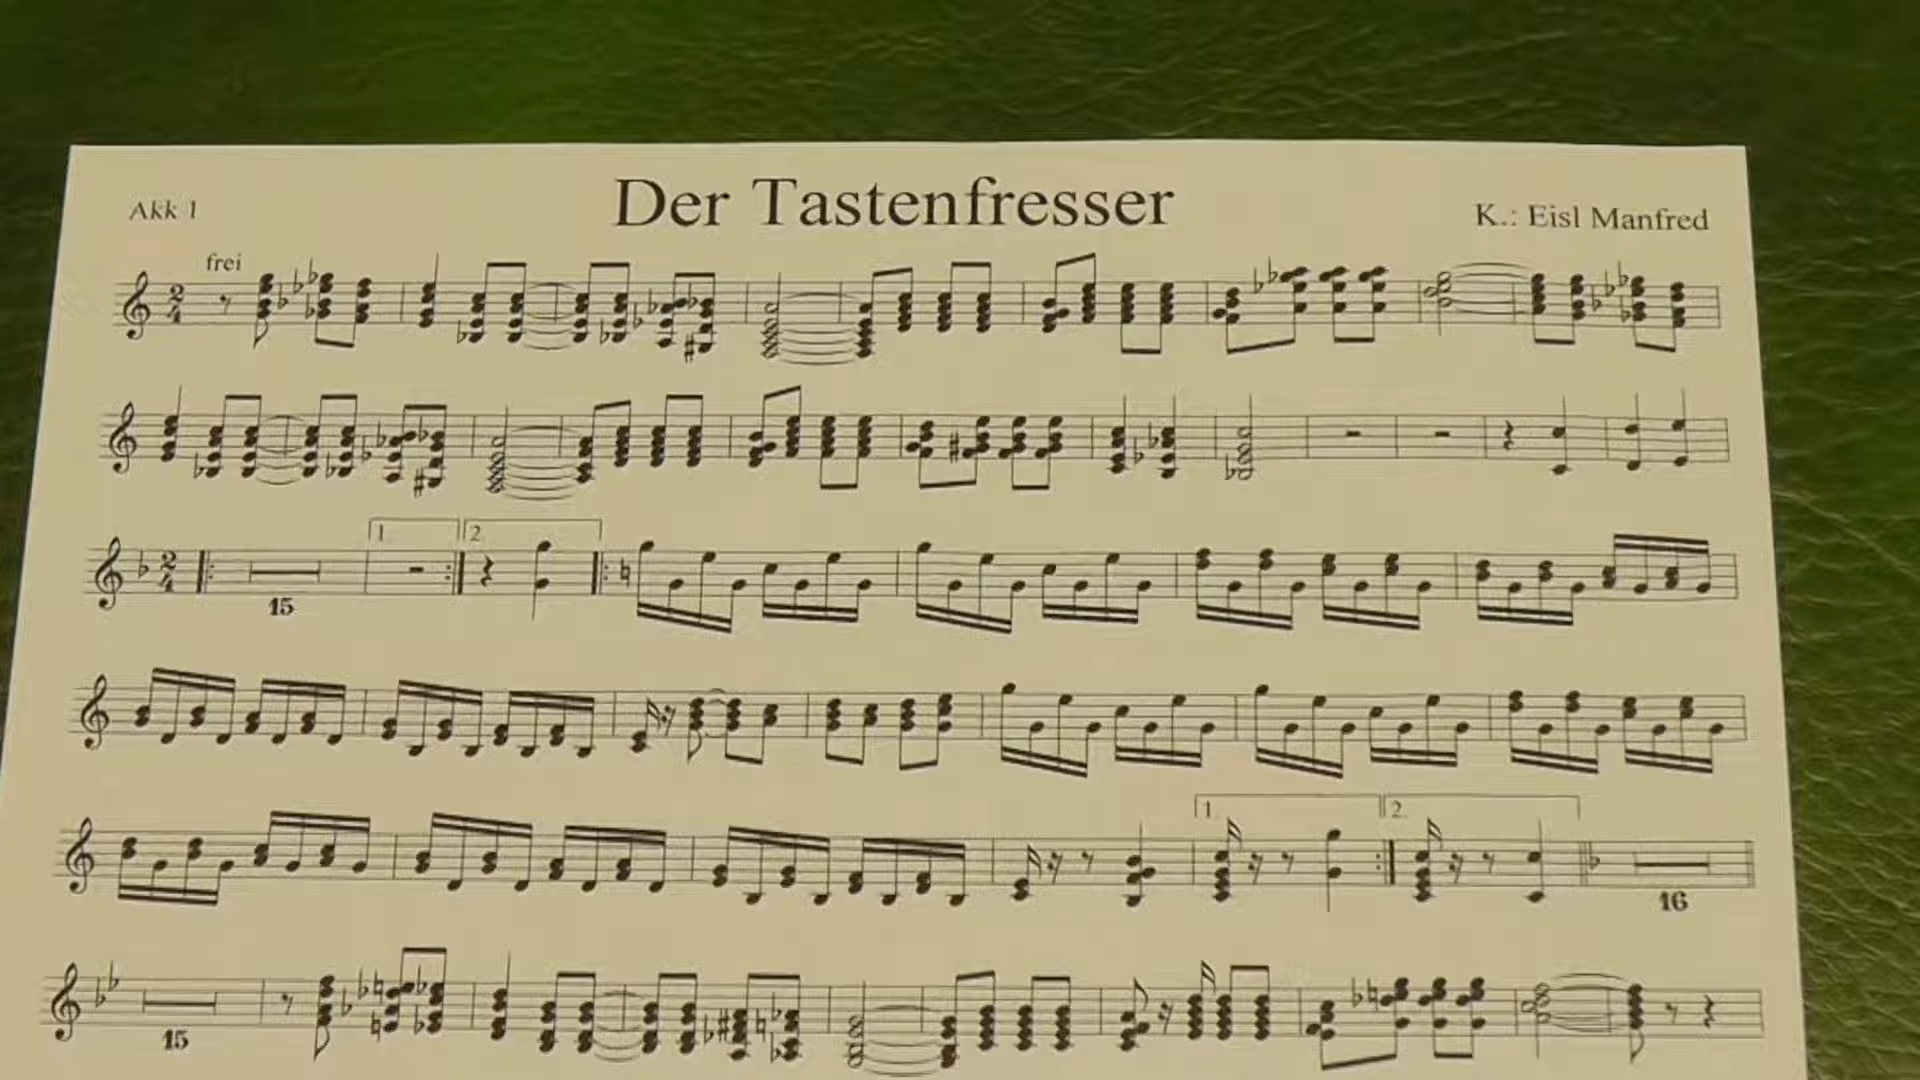 Der Tastenfresser
Akk 1
K.: Eisl Manfred
frei
1. 2.
15
1. 2.
16
15